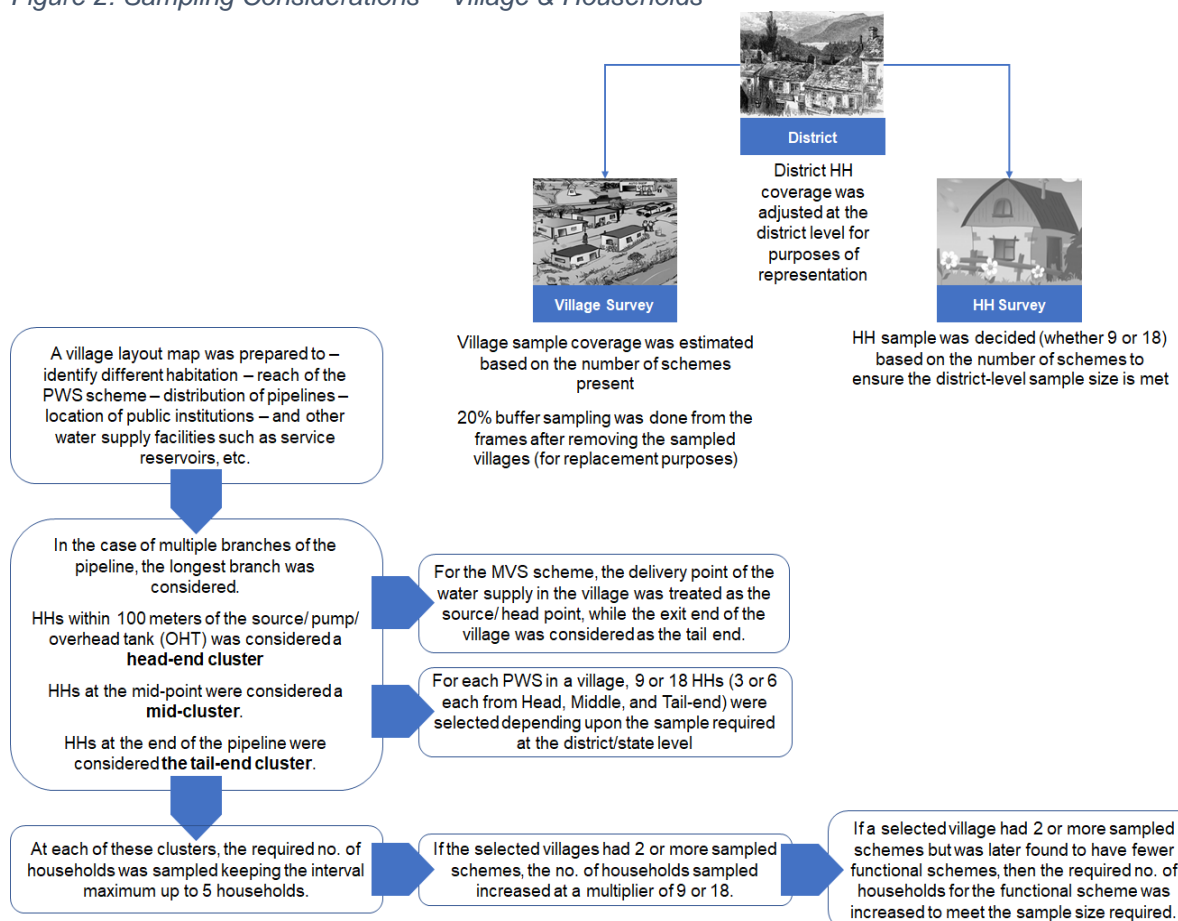 District
District HH
coverage was
adjusted at the
district level for
purposes of
representation
Village Survey
Village sample coverage was estimated
based on the number of schemes
present
20% buffer sampling was done from the
frames after removing the sampled
villages (for replacement purposes)
HH Survey
HH sample was decided (whether 9 or 18)
based on the number of schemes to
ensure the district-level sample size is met
A village layout map was prepared to –
identify different habitation – reach of the
PWS scheme – distribution of pipelines –
location of public institutions – and other
water supply facilities such as service
reservoirs, etc.
In the case of multiple branches of the
pipeline, the longest branch was
considered.
HHs within 100 meters of the source/ pump/
overhead tank (OHT) was considered a
head-end cluster
HHs at the mid-point were considered a
mid-cluster.
HHs at the end of the pipeline were
considered the tail-end cluster.
For the MVS scheme, the delivery point of the
water supply in the village was treated as the
source/ head point, while the exit end of the
village was considered as the tail end.
For each PWS in a village, 9 or 18 HHs (3 or 6
each from Head, Middle, and Tail-end) were
selected depending upon the sample required
at the district/state level
At each of these clusters, the required no. of
households was sampled keeping the interval
maximum up to 5 households.
If the selected villages had 2 or more sampled
schemes, the no. of households sampled
increased at a multiplier of 9 or 18.
If a selected village had 2 or more sampled
schemes but was later found to have fewer
functional schemes, then the required no. of
households for the functional scheme was
increased to meet the sample size required.